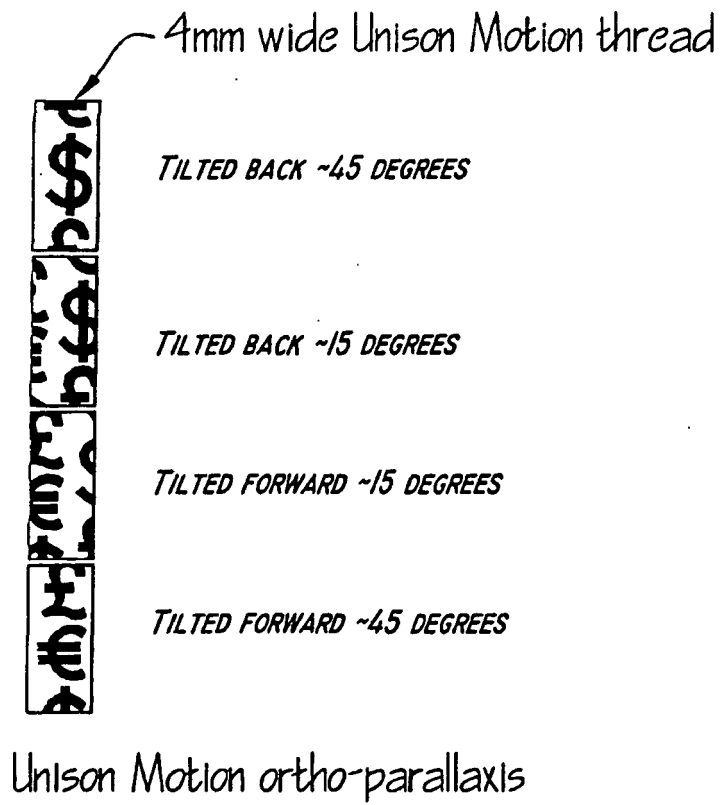 4mm wide Unison Motion thread
$
TILTED BACK ~45 DEGREES
$
TILTED BACK ~15 DEGREES
TILTED FORWARD ~15 DEGREES
TILTED FORWARD ~45 DEGREES
Unison Motion ortho-parallaxis